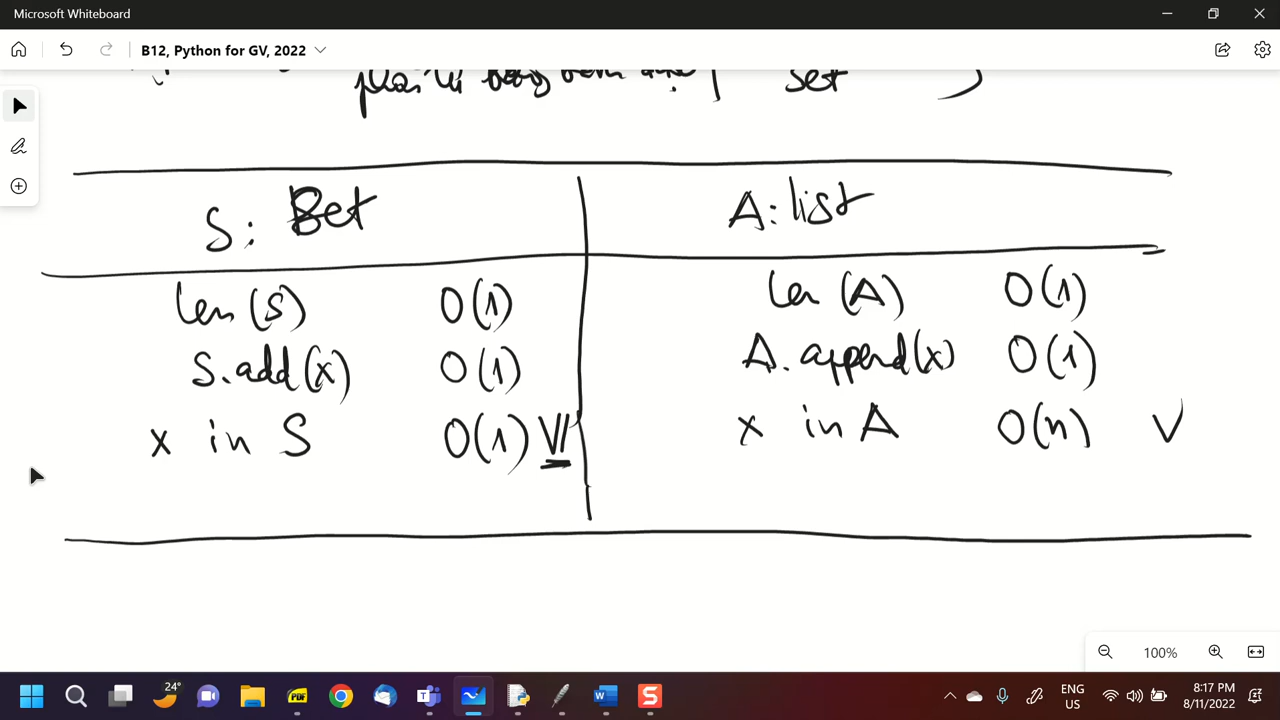 Microsoft Whiteboard
B12, Python for GV, 2022
set
S: Set
A: list
len(S) O(1)
len(A) O(1)
S.add(x) O(1)
A.append(x) O(1)
x in S O(1)
x in A O(n) V
100%
24°
PDF
ENG
US
8:17 PM
8/11/2022